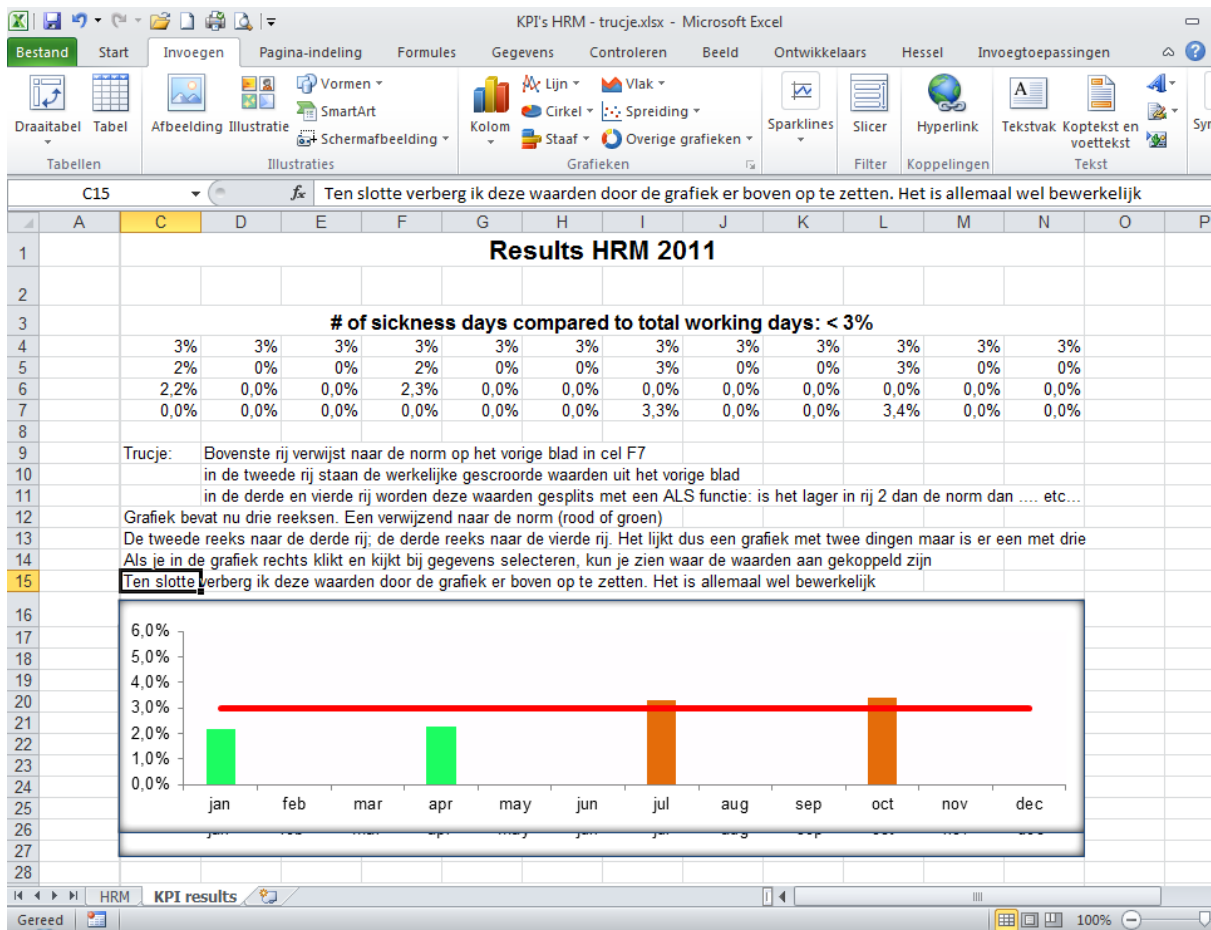 KPI's HRM - trucje.xlsx - Microsoft Excel
Bestand Start Invoegen Pagina-indeling Formules Gegevens Controleren Beeld Ontwikkelaars Hessel Invoegtoepassingen
Draaitabel Tabel Afbeelding Illustratie Vormen SmartArt Schermafbeelding Kolom Lijn Cirkel Staaf Vlak Spreiding Overige grafieken Sparklines Slicer Hyperlink Tekstvak Koptekst en voettekst
Tabellen Illustraties Grafieken Filter Koppelingen Tekst
C15 fx Ten slotte verberg ik deze waarden door de grafiek er boven op te zetten. Het is allemaal wel bewerkelijk
A C D E F G H I J K L M N O P
1 Results HRM 2011
2
3 # of sickness days compared to total working days: < 3%
4 3% 3% 3% 3% 3% 3% 3% 3% 3% 3% 3% 3%
5 2% 0% 0% 2% 0% 0% 3% 0% 0% 3% 0% 0%
6 2,2% 0,0% 0,0% 2,3% 0,0% 0,0% 0,0% 0,0% 0,0% 0,0% 0,0% 0,0%
7 0,0% 0,0% 0,0% 0,0% 0,0% 0,0% 3,3% 0,0% 0,0% 3,4% 0,0% 0,0%
8
9 Trucje: Bovenste rij verwijst naar de norm op het vorige blad in cel F7
10 in de tweede rij staan de werkelijke gescroorde waarden uit het vorige blad
11 in de derde en vierde rij worden deze waarden gesplits met een ALS functie: is het lager in rij 2 dan de norm dan .... etc...
12 Grafiek bevat nu drie reeksen. Een verwijzend naar de norm (rood of groen)
13 De tweede reeks naar de derde rij; de derde reeks naar de vierde rij. Het lijkt dus een grafiek met twee dingen maar is er een met drie
14 Als je in de grafiek rechts klikt en kijkt bij gegevens selecteren, kun je zien waar de waarden aan gekoppeld zijn
15 Ten slotte verberg ik deze waarden door de grafiek er boven op te zetten. Het is allemaal wel bewerkelijk
16
17
18
19
20
21
22
23
24
25
26
27
28
6,0%
5,0%
4,0%
3,0%
2,0%
1,0%
0,0%
jan feb mar apr may jun jul aug sep oct nov dec
HRM KPI results
Gereed 100%